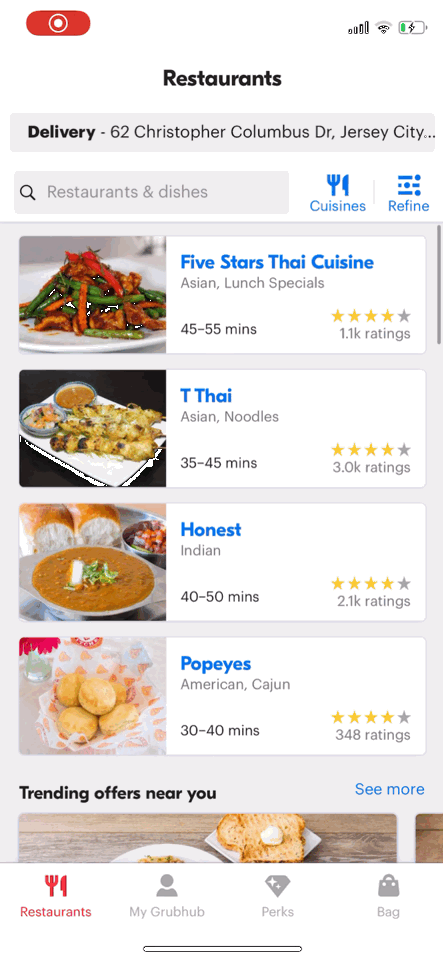 Restaurants
Delivery - 62 Christopher Columbus Dr, Jersey City...
Restaurants & dishes
Cuisines
Refine
Five Stars Thai Cuisine
Asian, Lunch Specials
45–55 mins
1.1k ratings
T Thai
Asian, Noodles
35–45 mins
3.0k ratings
Honest
Indian
40–50 mins
2.1k ratings
Popeyes
American, Cajun
30–40 mins
348 ratings
Trending offers near you
See more
Restaurants
My Grubhub
Perks
Bag